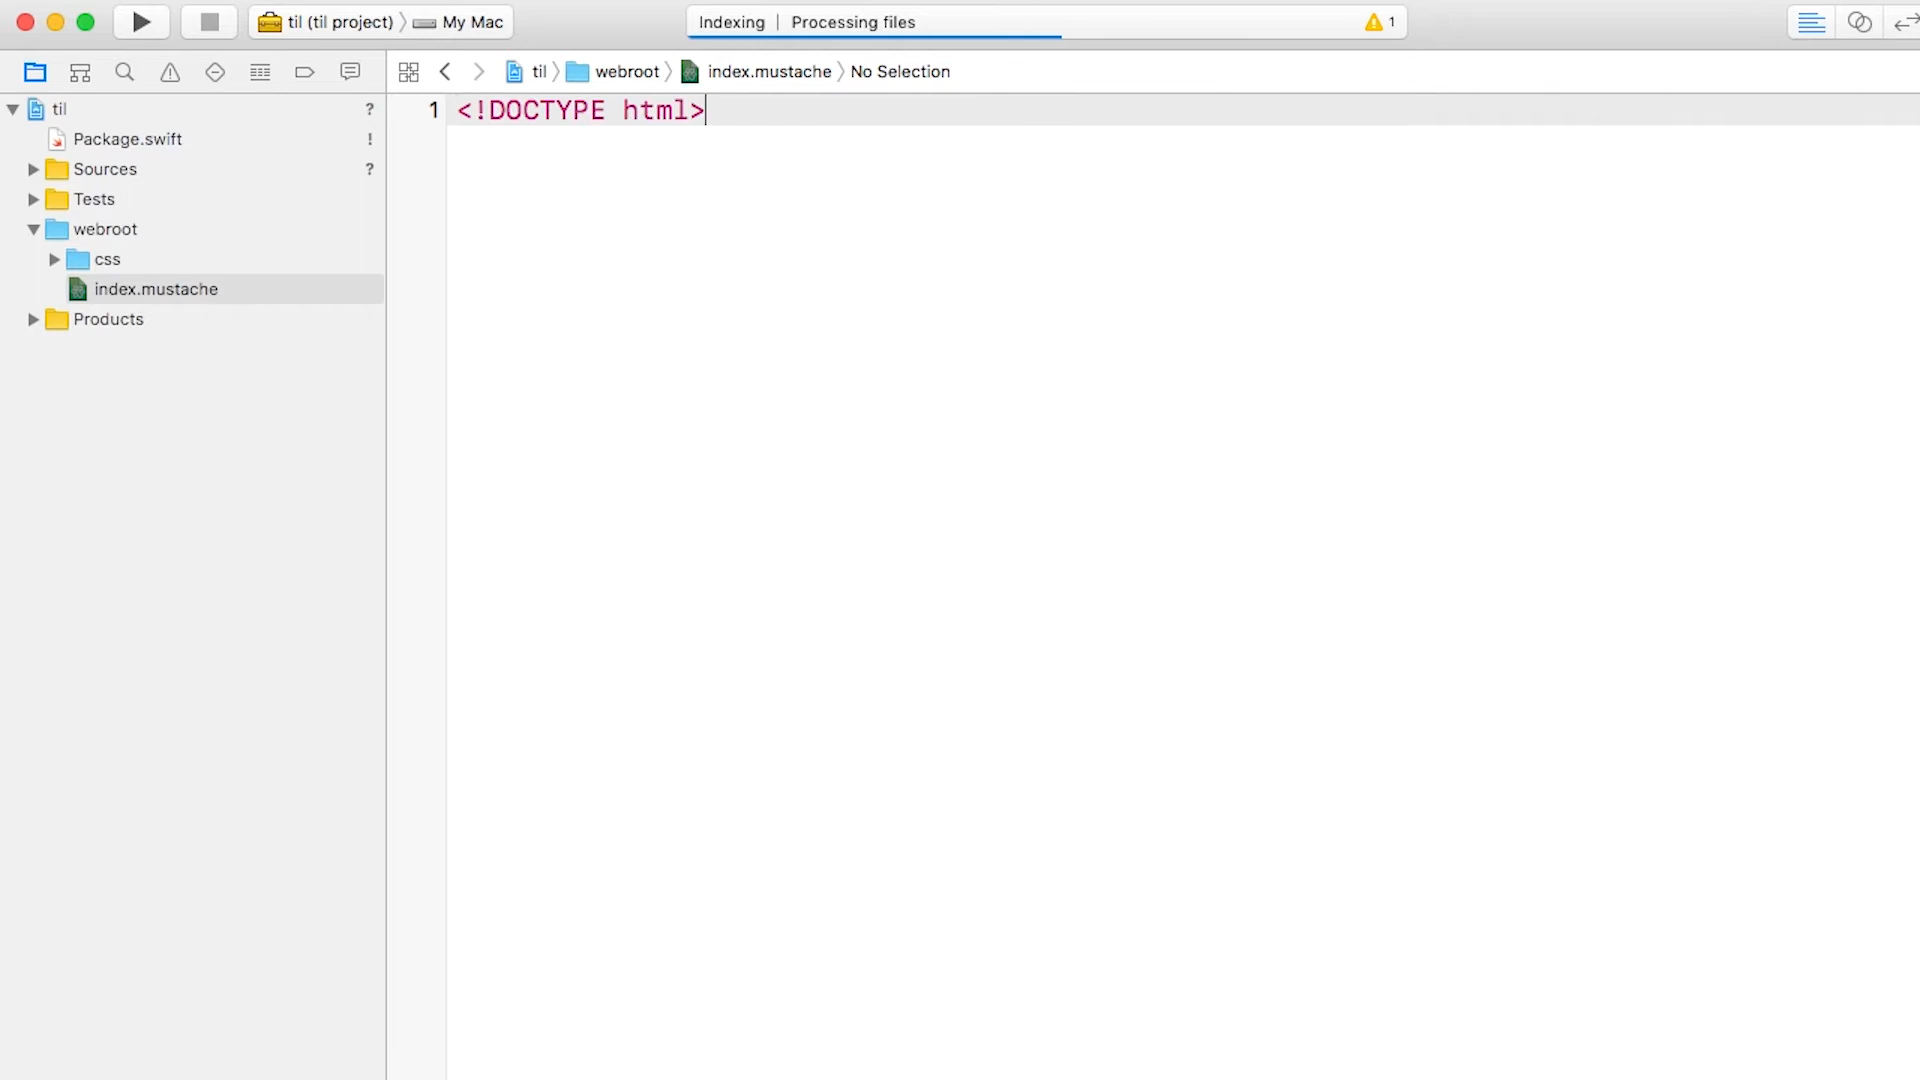 til (til project) 〉 My Mac
Indexing | Processing files
1
til 〉 webroot 〉 index.mustache 〉 No Selection
til ?
Package.swift !
Sources ?
Tests
webroot
css
index.mustache
Products
1 <!DOCTYPE html>